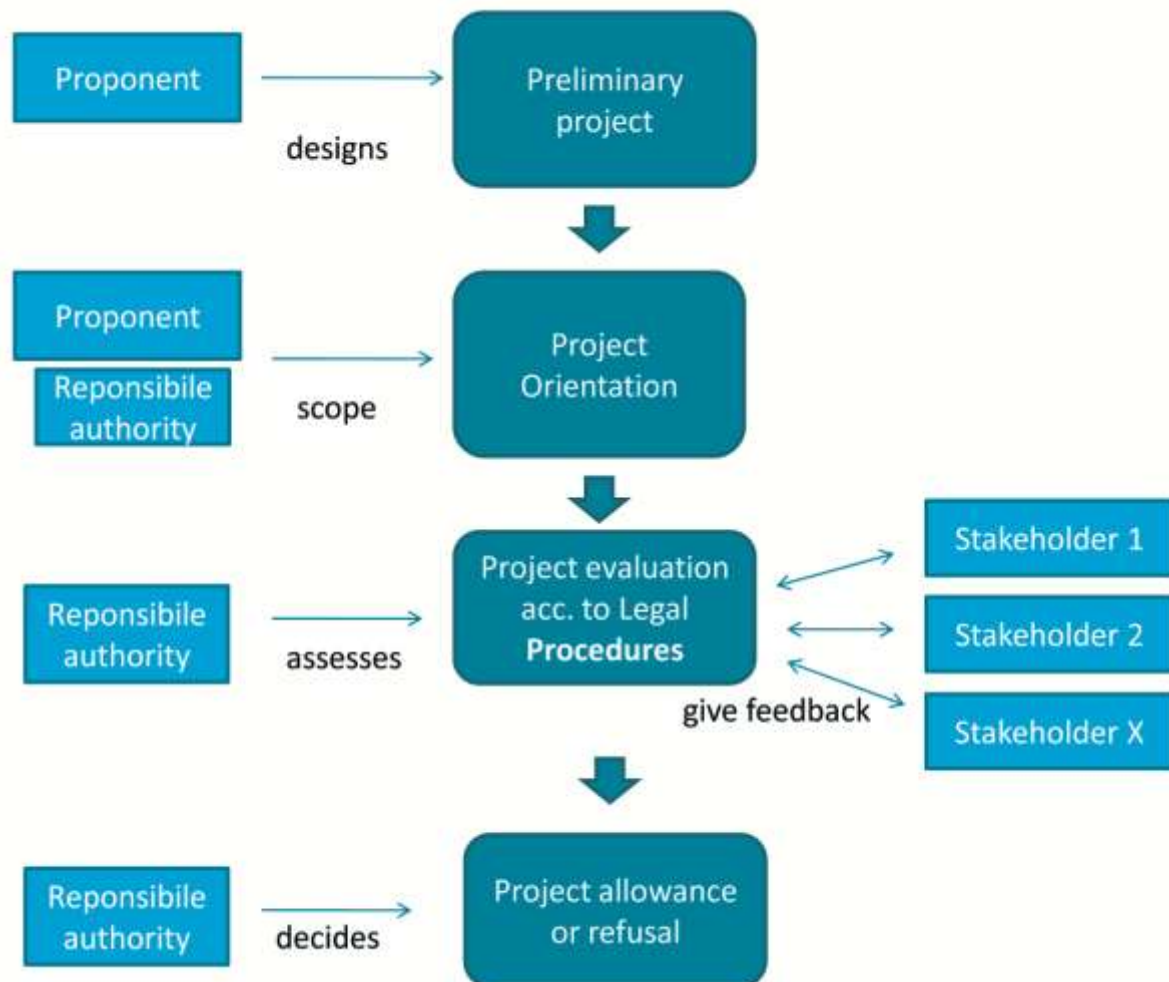 Proponent
designs
Preliminary
project
Proponent
Reponsibile
authority
scope
Project
Orientation
Reponsibile
authority
assesses
Project evaluation
acc. to Legal
Procedures
give feedback
Stakeholder 1
Stakeholder 2
Stakeholder X
Reponsibile
authority
decides
Project allowance
or refusal